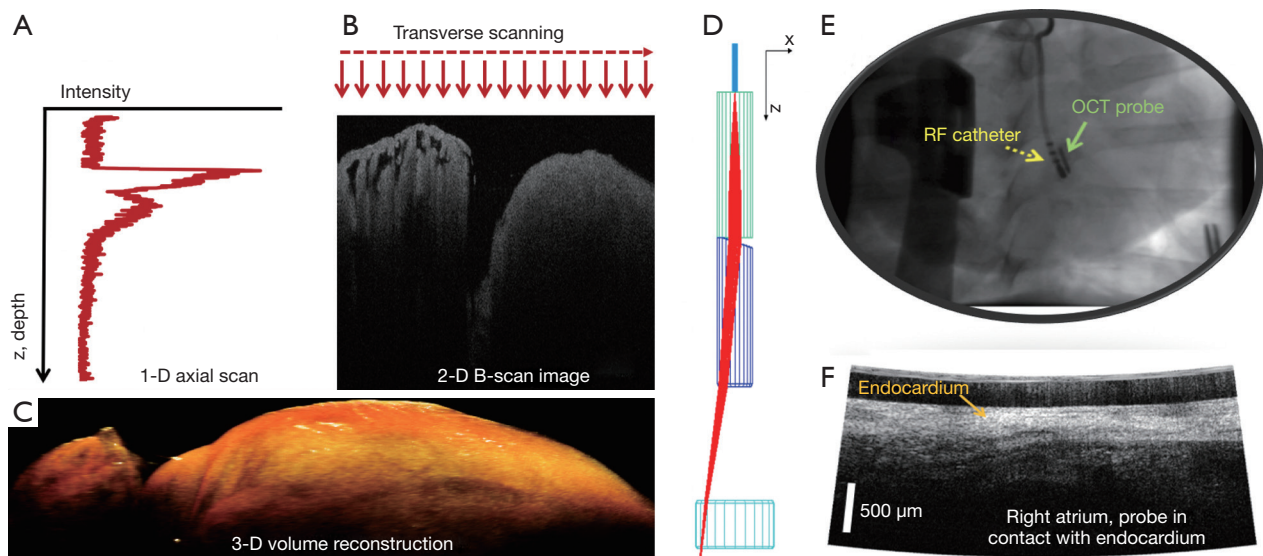 A
Intensity
z, depth
1-D axial scan
B
Transverse scanning
2-D B-scan image
C
3-D volume reconstruction
D
x
z
E
OCT probe
RF catheter
F
Endocardium
500 µm
Right atrium, probe in
contact with endocardium